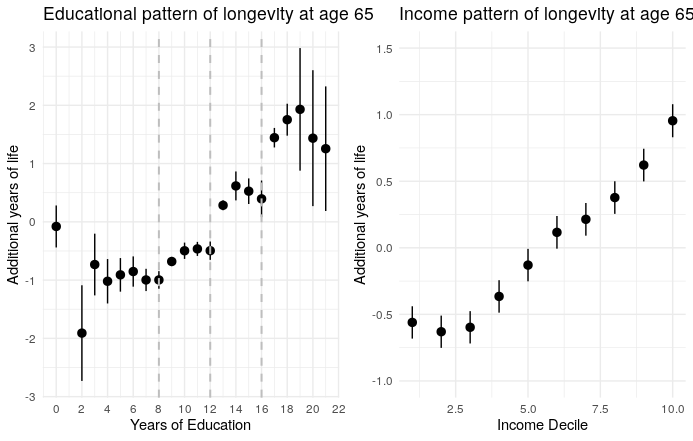 Educational pattern of longevity at age 65
Additional years of life
3
2
1
0
-1
-2
-3
0 2 4 6 8 10 12 14 16 18 20 22
Years of Education
Income pattern of longevity at age 65
Additional years of life
1.5
1.0
0.5
0.0
-0.5
-1.0
2.5 5.0 7.5 10.0
Income Decile